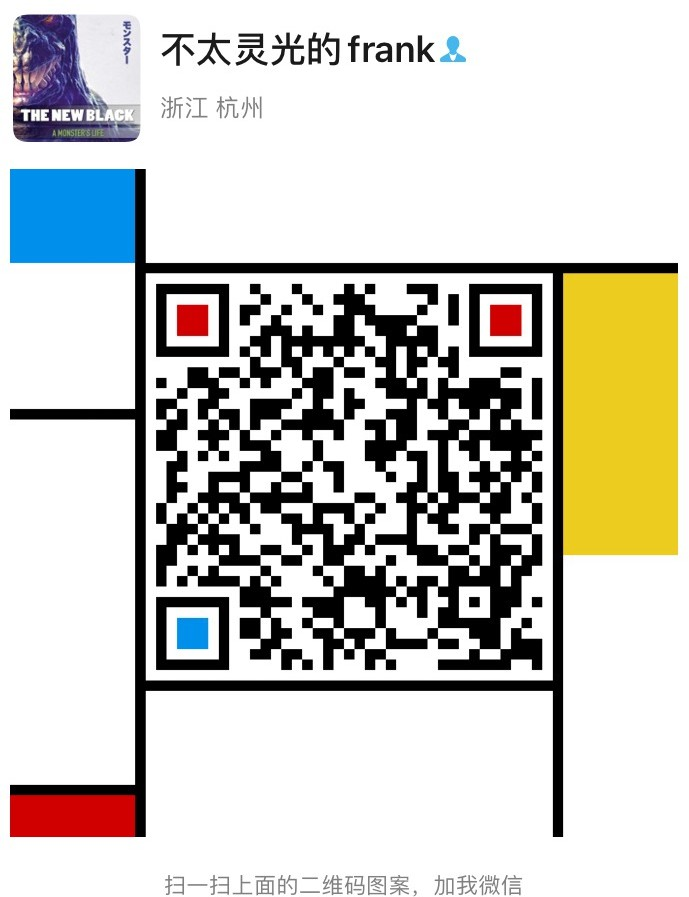 モンスター
THE NEW BLACK
A MONSTER'S LIFE
不太灵光的frank
浙江 杭州
扫一扫上面的二维码图案，加我微信